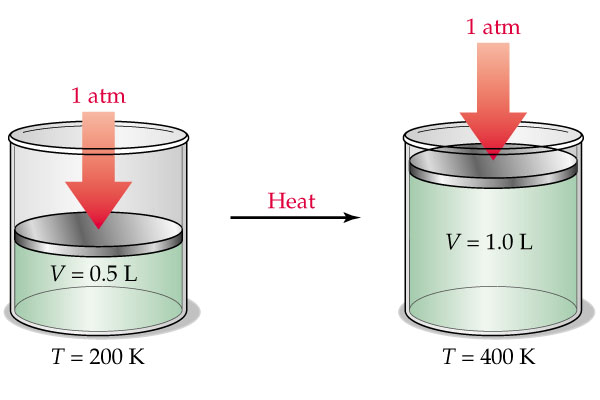 1 atm
V = 0.5 L
T = 200 K
Heat
1 atm
V = 1.0 L
T = 400 K